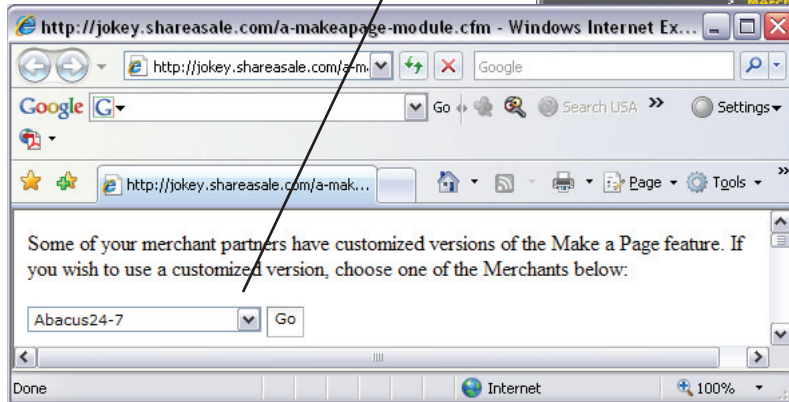 Merch
http://jokey.shareasale.com/a-makeapage-module.cfm - Windows Internet Ex...
http://jokey.shareasale.com/a-m
Google
Google G Go Search USA » Settings
http://jokey.shareasale.com/a-mak... Page Tools »
Some of your merchant partners have customized versions of the Make a Page feature. If
you wish to use a customized version, choose one of the Merchants below:
Abacus24-7 Go
Done Internet 100%